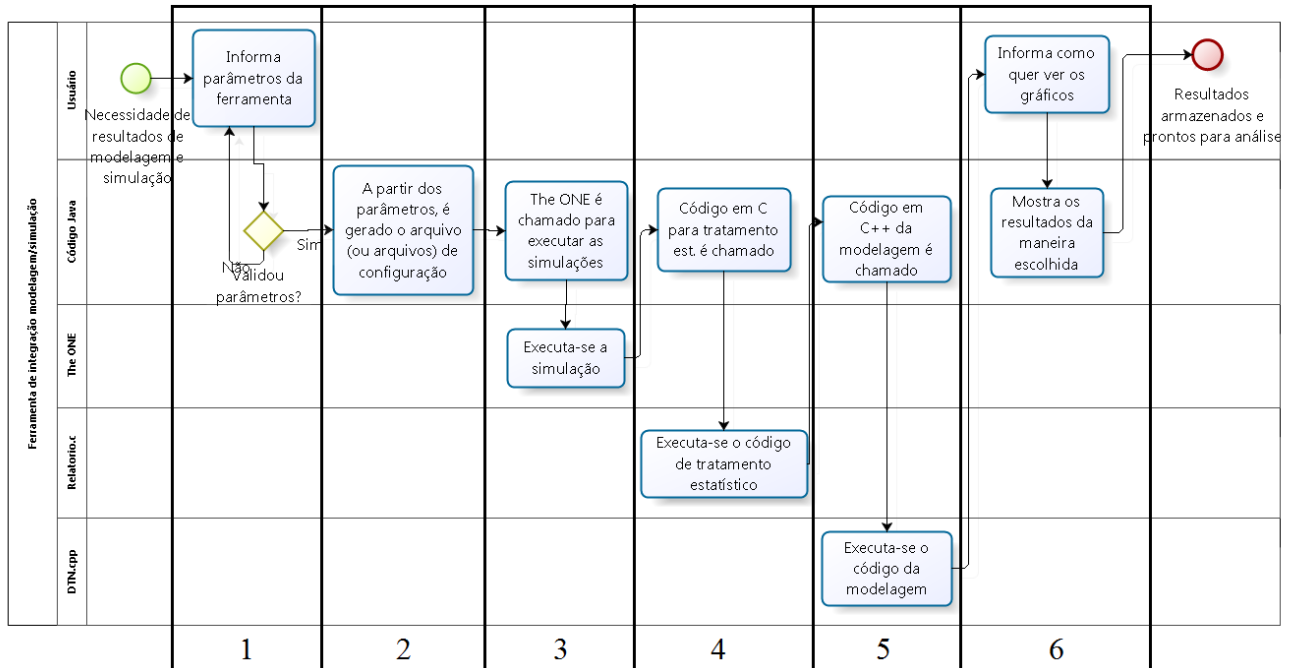 Ferramenta de integração modelagem/simulação
Usuário
Necessidade de
resultados de
modelagem e
simulação
Informa
parâmetros da
ferramenta
Informa como
quer ver os
gráficos
Resultados
armazenados e
prontos para análise
Código Java
Não
Validou
parâmetros?
Sim
A partir dos
parâmetros, é
gerado o arquivo
(ou arquivos) de
configuração
The ONE é
chamado para
executar as
simulações
Código em C
para tratamento
est. é chamado
Código em
C++ da
modelagem é
chamado
Mostra os
resultados da
maneira
escolhida
The ONE
Executa-se a
simulação
Relatorio.c
Executa-se o código
de tratamento
estatístico
DTN.cpp
Executa-se o
código da
modelagem
1
2
3
4
5
6